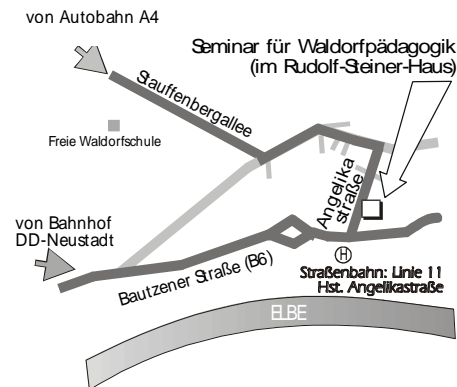 von Autobahn A4
Seminar für Waldorfpädagogik
(im Rudolf-Steiner-Haus)
Stauffenbergallee
Freie Waldorfschule
Angelika
straße
von Bahnhof
DD-Neustadt
Bautzener Straße (B6)
H
Straßenbahn: Linie 11
Hst. Angelikastraße
ELBE